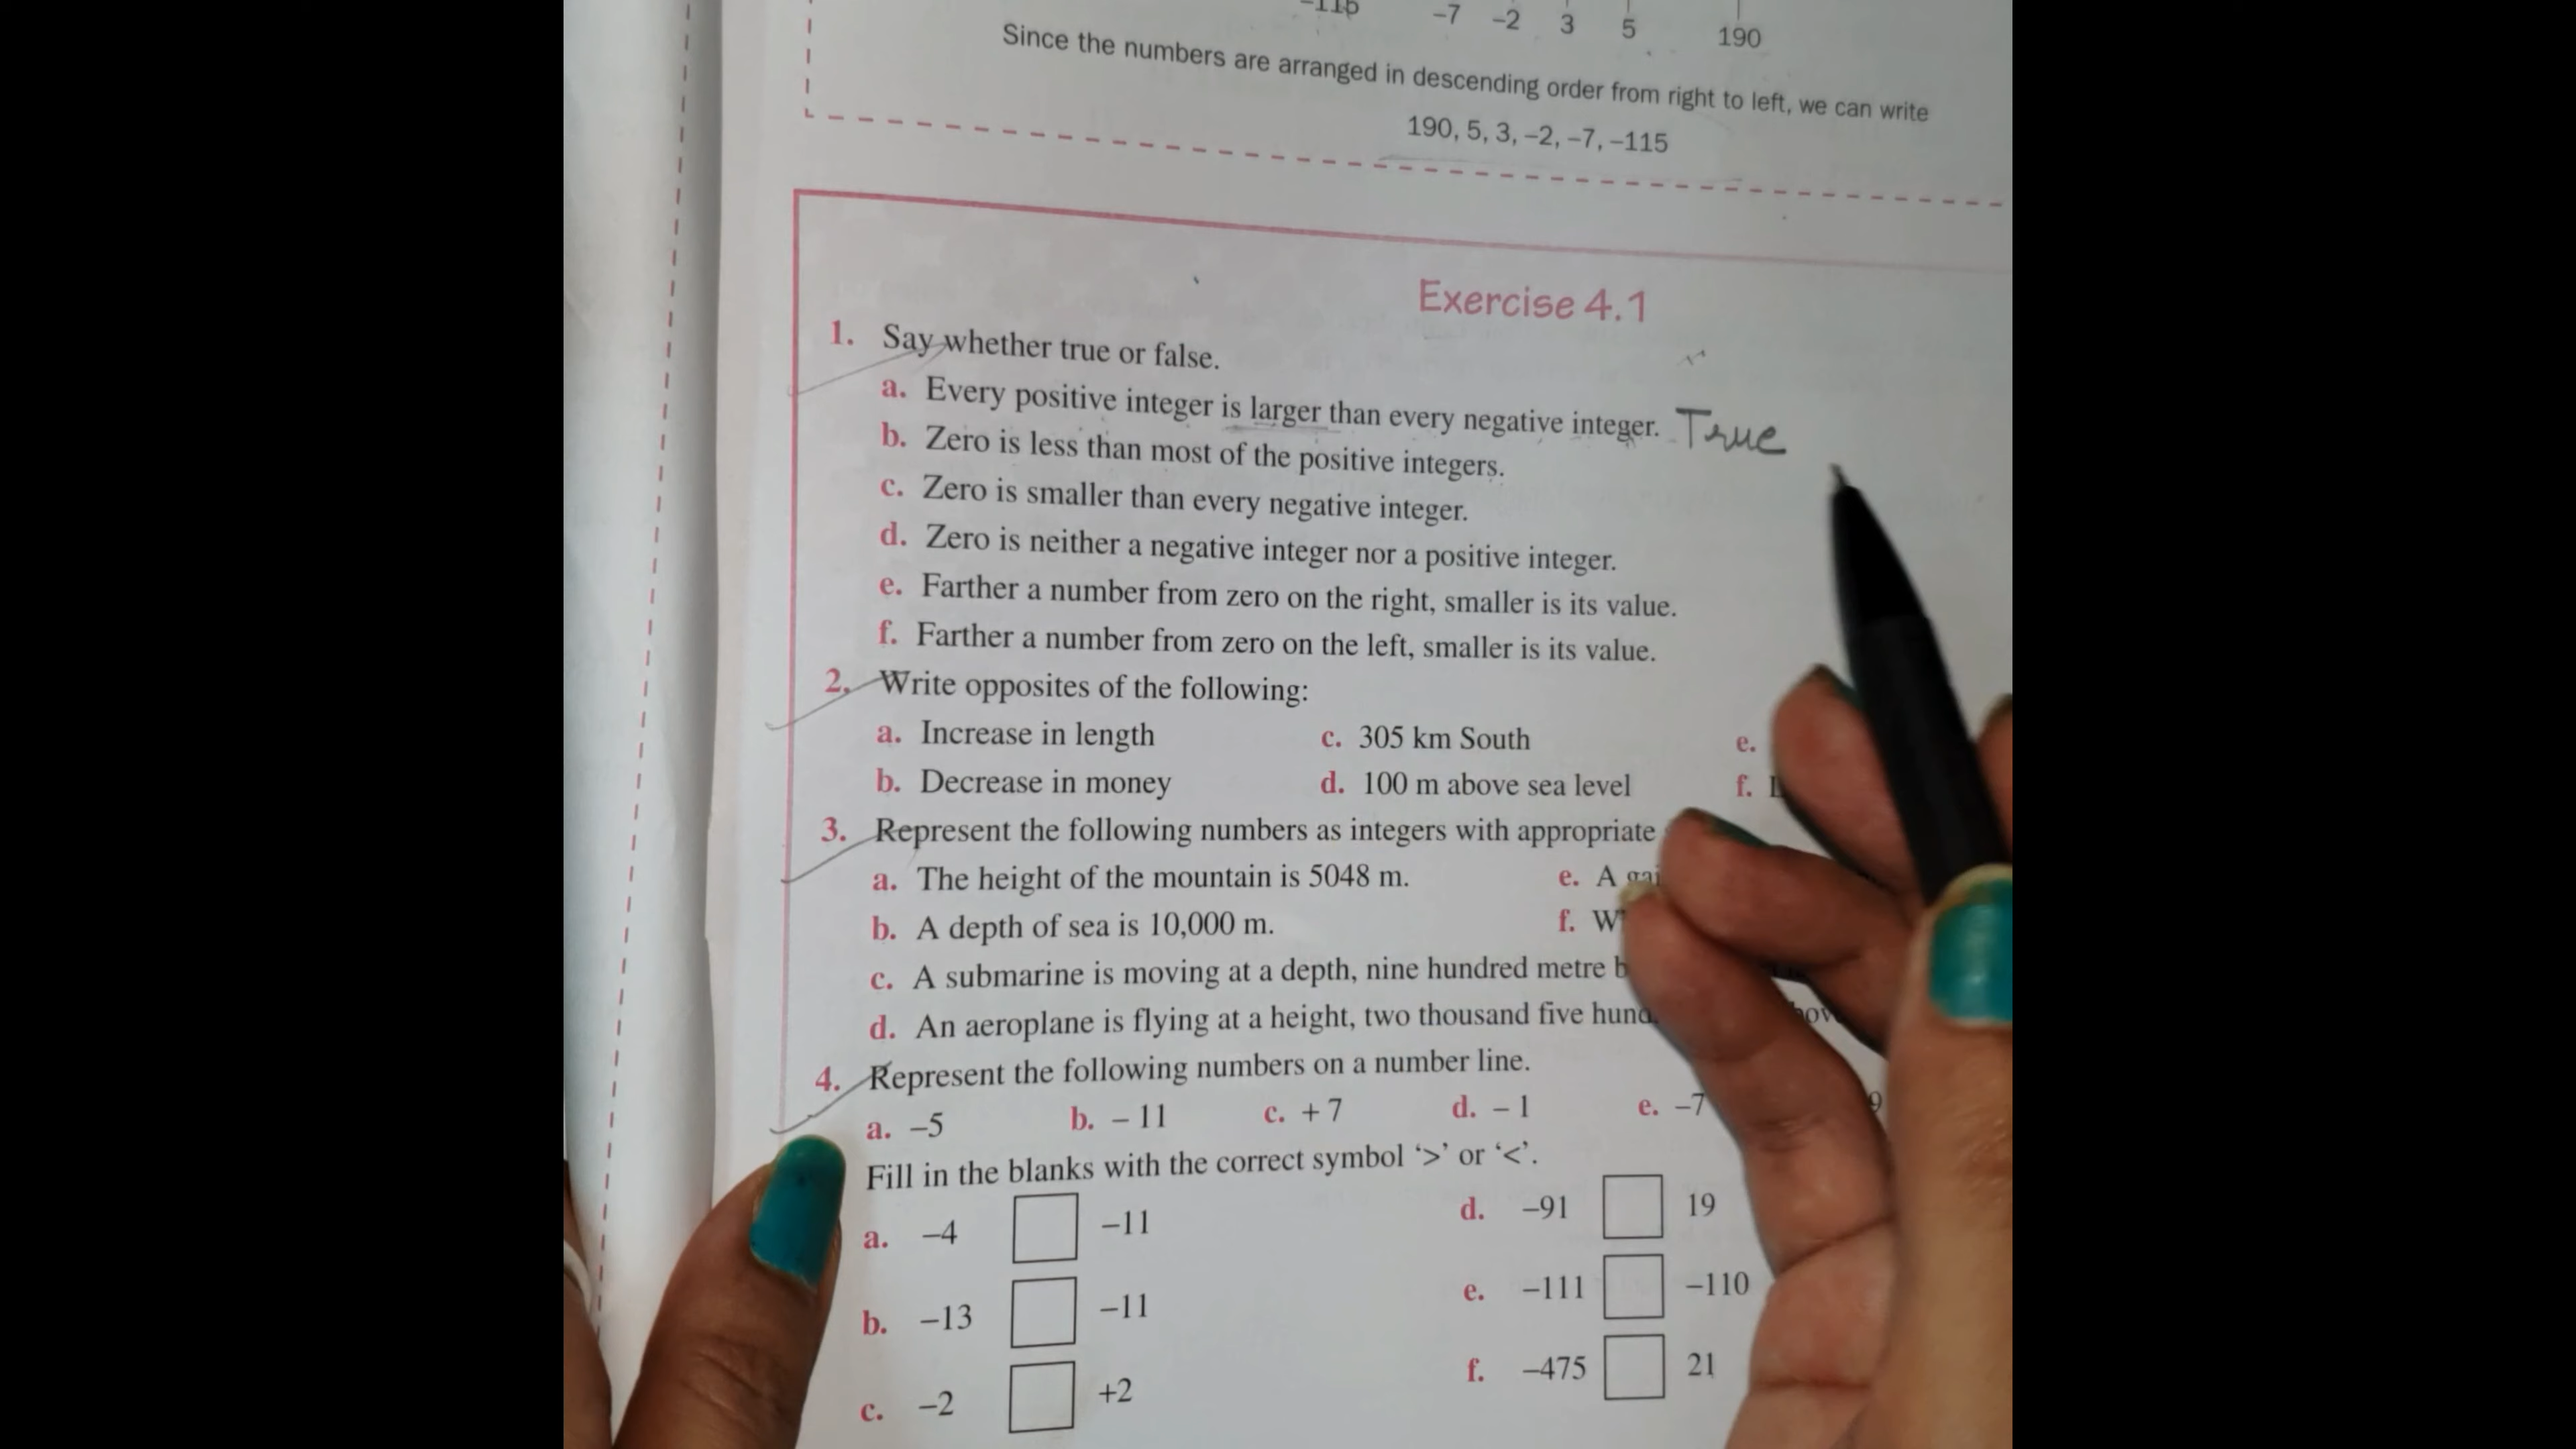 -7 -2 3 5 190
Since the numbers are arranged in descending order from right to left, we can write
190, 5, 3, –2, –7, –115
Exercise 4.1
1. Say whether true or false.
a. Every positive integer is larger than every negative integer. True
b. Zero is less than most of the positive integers.
c. Zero is smaller than every negative integer.
d. Zero is neither a negative integer nor a positive integer.
e. Farther a number from zero on the right, smaller is its value.
f. Farther a number from zero on the left, smaller is its value.
2. Write opposites of the following:
a. Increase in length c. 305 km South e.
b. Decrease in money d. 100 m above sea level f.
3. Represent the following numbers as integers with appropriate
a. The height of the mountain is 5048 m. e. A
b. A depth of sea is 10,000 m. f.
c. A submarine is moving at a depth, nine hundred metre
d. An aeroplane is flying at a height, two thousand five
4. Represent the following numbers on a number line.
a. –5 b. – 11 c. + 7 d. – 1 e. –7
Fill in the blanks with the correct symbol ‘>’ or ‘<’.
a. –4 –11 d. –91 19
b. –13 –11 e. –111 –110
c. –2 +2 f. –475 21